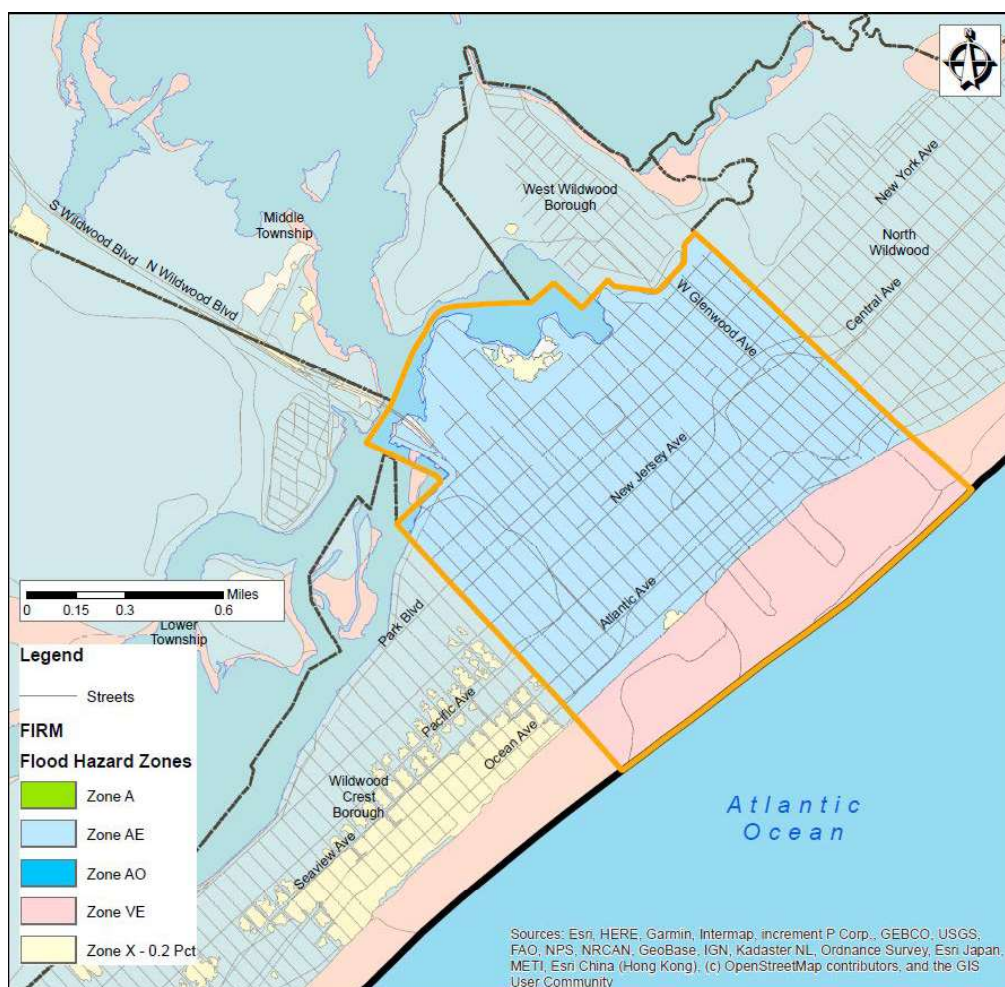 New York Ave
West Wildwood
Borough
North
Wildwood
Middle
Township
S Wildwood Blvd
N Wildwood Blvd
W Glenwood Ave
Central Ave
New Jersey Ave
Atlantic Ave
Park Blvd
Pacific Ave
Ocean Ave
Wildwood
Crest
Borough
Seaview Ave
Lower
Township
Atlantic
Ocean
Miles
0 0.15 0.3 0.6
Legend
Streets
FIRM
Flood Hazard Zones
Zone A
Zone AE
Zone AO
Zone VE
Zone X - 0.2 Pct
Sources: Esri, HERE, Garmin, Intermap, increment P Corp., GEBCO, USGS,
FAO, NPS, NRCAN, GeoBase, IGN, Kadaster NL, Ordnance Survey, Esri Japan,
METI, Esri China (Hong Kong), (c) OpenStreetMap contributors, and the GIS
User Community